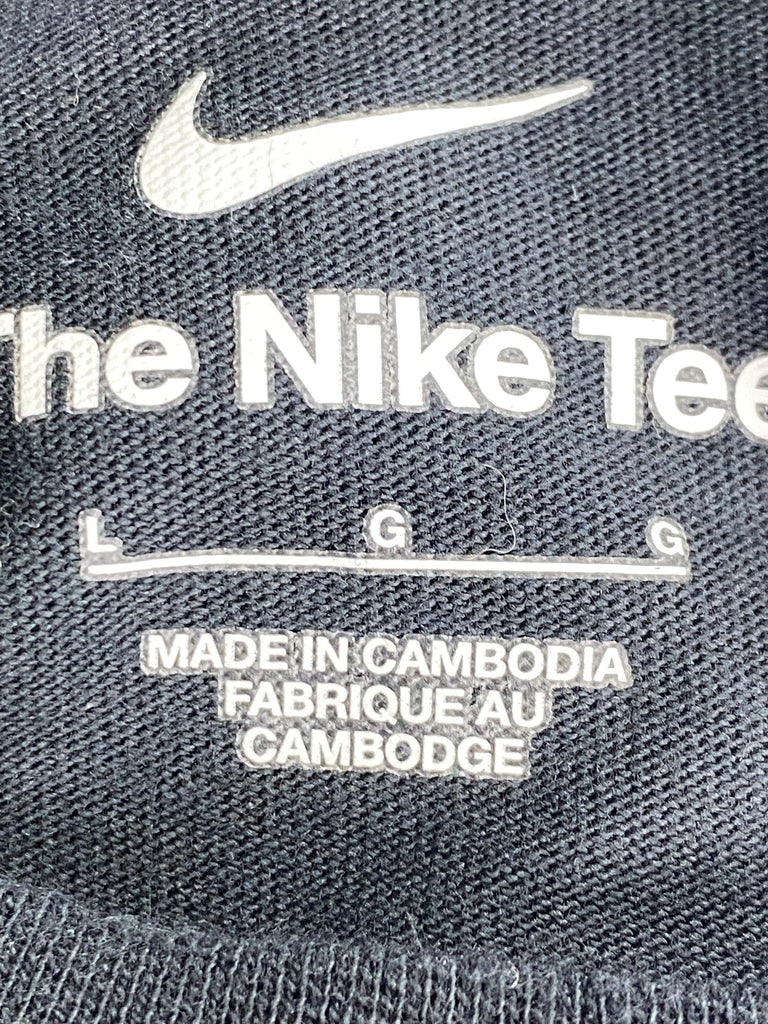 The Nike Tee
L G G
MADE IN CAMBODIA
FABRIQUE AU
CAMBODGE